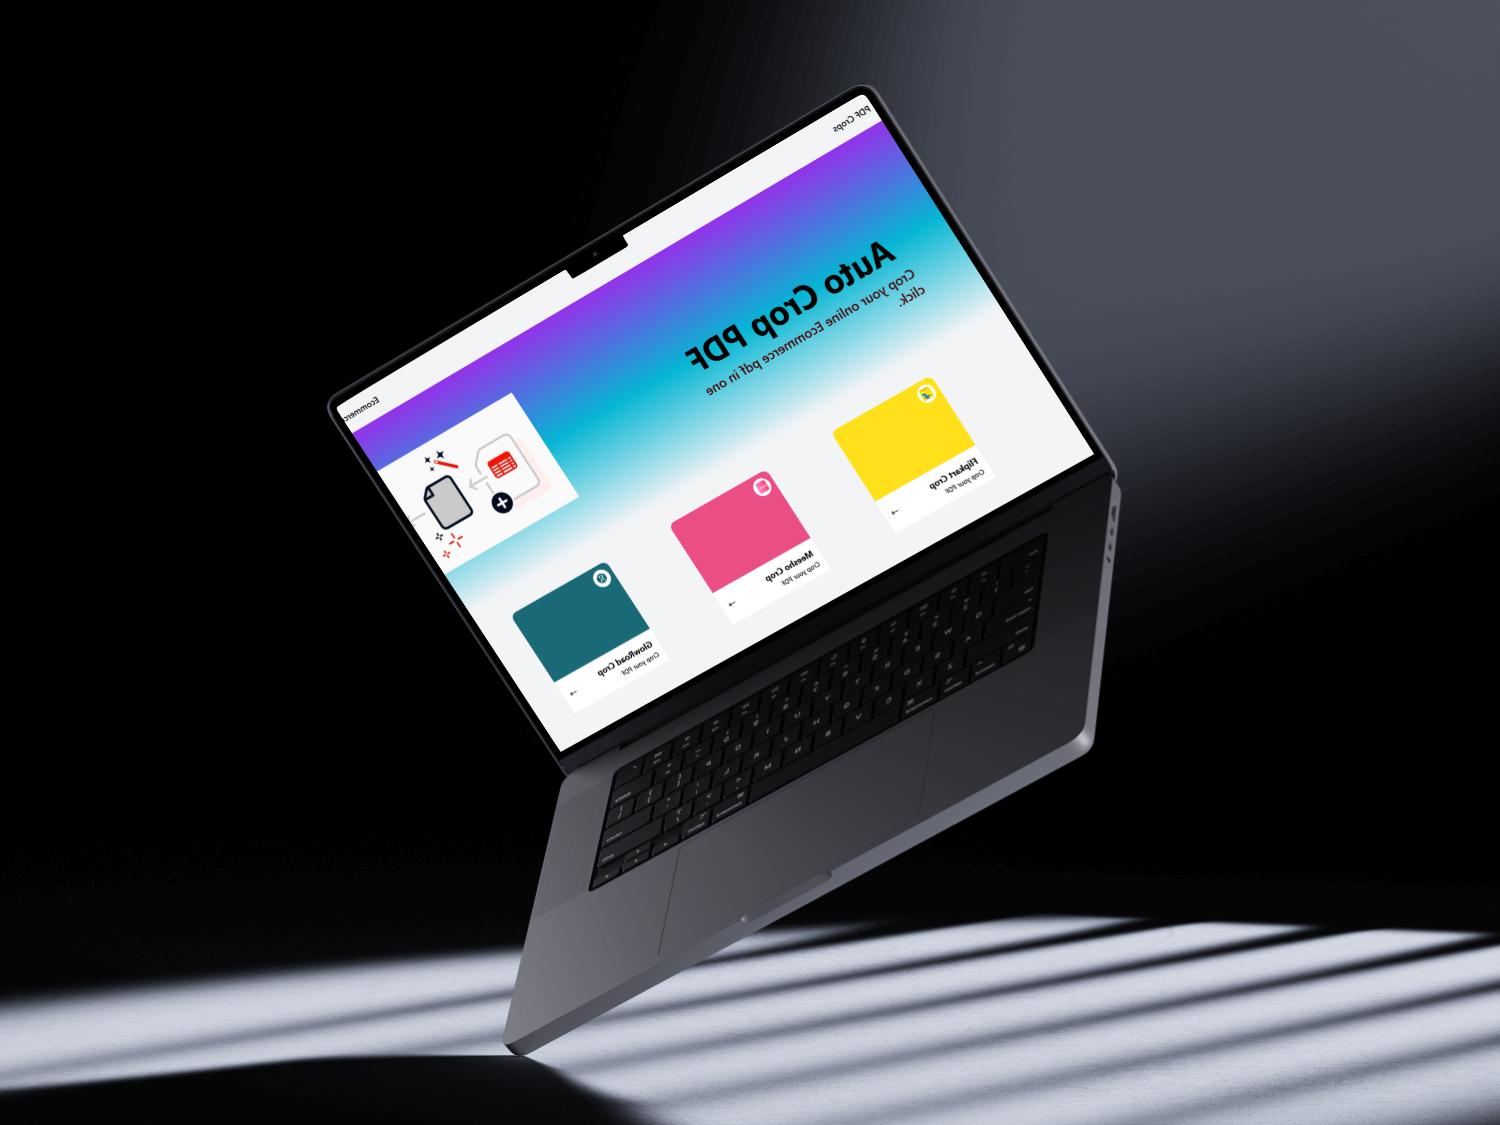 PDF Crops
Ecommerc
Auto Crop PDF
Crop your online Ecommerce pdf in one
click.
Flipkart Crop
Crop your PDF
Meesho Crop
Crop your PDF
GlowRoad Crop
Crop your PDF